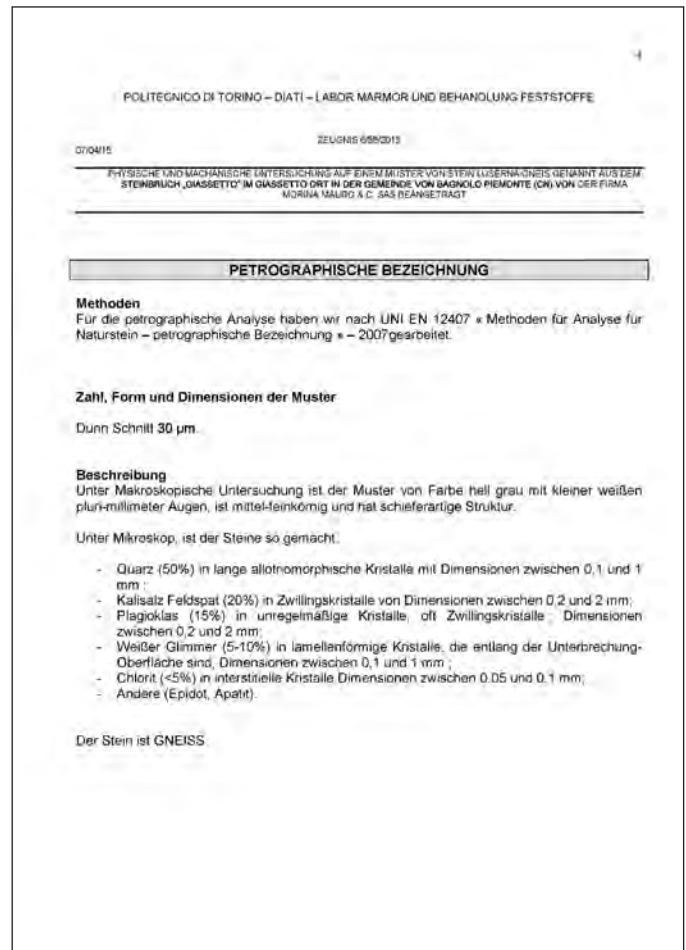 POLITECNICO DI TORINO – DIATI – LABOR MARMOR UND BEHANDLUNG FESTSTOFFE
ZEUGNIS
07/04/15
PHYSISCHE UND MACHANISCHE UNTERSUCHUNG AUF EINEM MUSTER VON STEIN LUSERNA GNEIS GENANNT AUS DEM
STEINBRUCH „GIASSETTO" IM GIASSETTO ORT IN DER GEMEINDE VON BAGNOLO PIEMONTE (CN) VON DER FIRMA
MORINA MAURO & C. SAS BEANGETRAGT
PETROGRAPHISCHE BEZEICHNUNG
Methoden
Für die petrographische Analyse haben wir nach UNI EN 12407 « Methoden für Analyse für
Naturstein – petrographische Bezeichnung » – 2007gearbeitet.
Zahl, Form und Dimensionen der Muster
Dunn Schnitt 30 µm.
Beschreibung
Unter Makroskopische Untersuchung ist der Muster von Farbe hell grau mit kleiner weißen
pluri-millimeter Augen, ist mittel-feinkörnig und hat schieferartige Struktur.
Unter Mikroskop, ist der Steine so gemacht:
- Quarz (50%) in lange allotriomorphische Kristalle mit Dimensionen zwischen 0,1 und 1
mm ;
- Kalisalz Feldspat (20%) in Zwillingskristalle von Dimensionen zwischen 0,2 und 2 mm;
- Plagioklas (15%) in unregelmäßige Kristalle, oft Zwillingskristalle ; Dimensionen
zwischen 0,2 und 2 mm;
- Weißer Glimmer (5-10%) in lamellenförmige Kristalle, die entlang der Unterbrechung-
Oberfläche sind, Dimensionen zwischen 0,1 und 1 mm ;
- Chlorit (<5%) in interstitielle Kristalle Dimensionen zwischen 0.05 und 0.1 mm;
- Andere (Epidot, Apatit).
Der Stein ist GNEISS